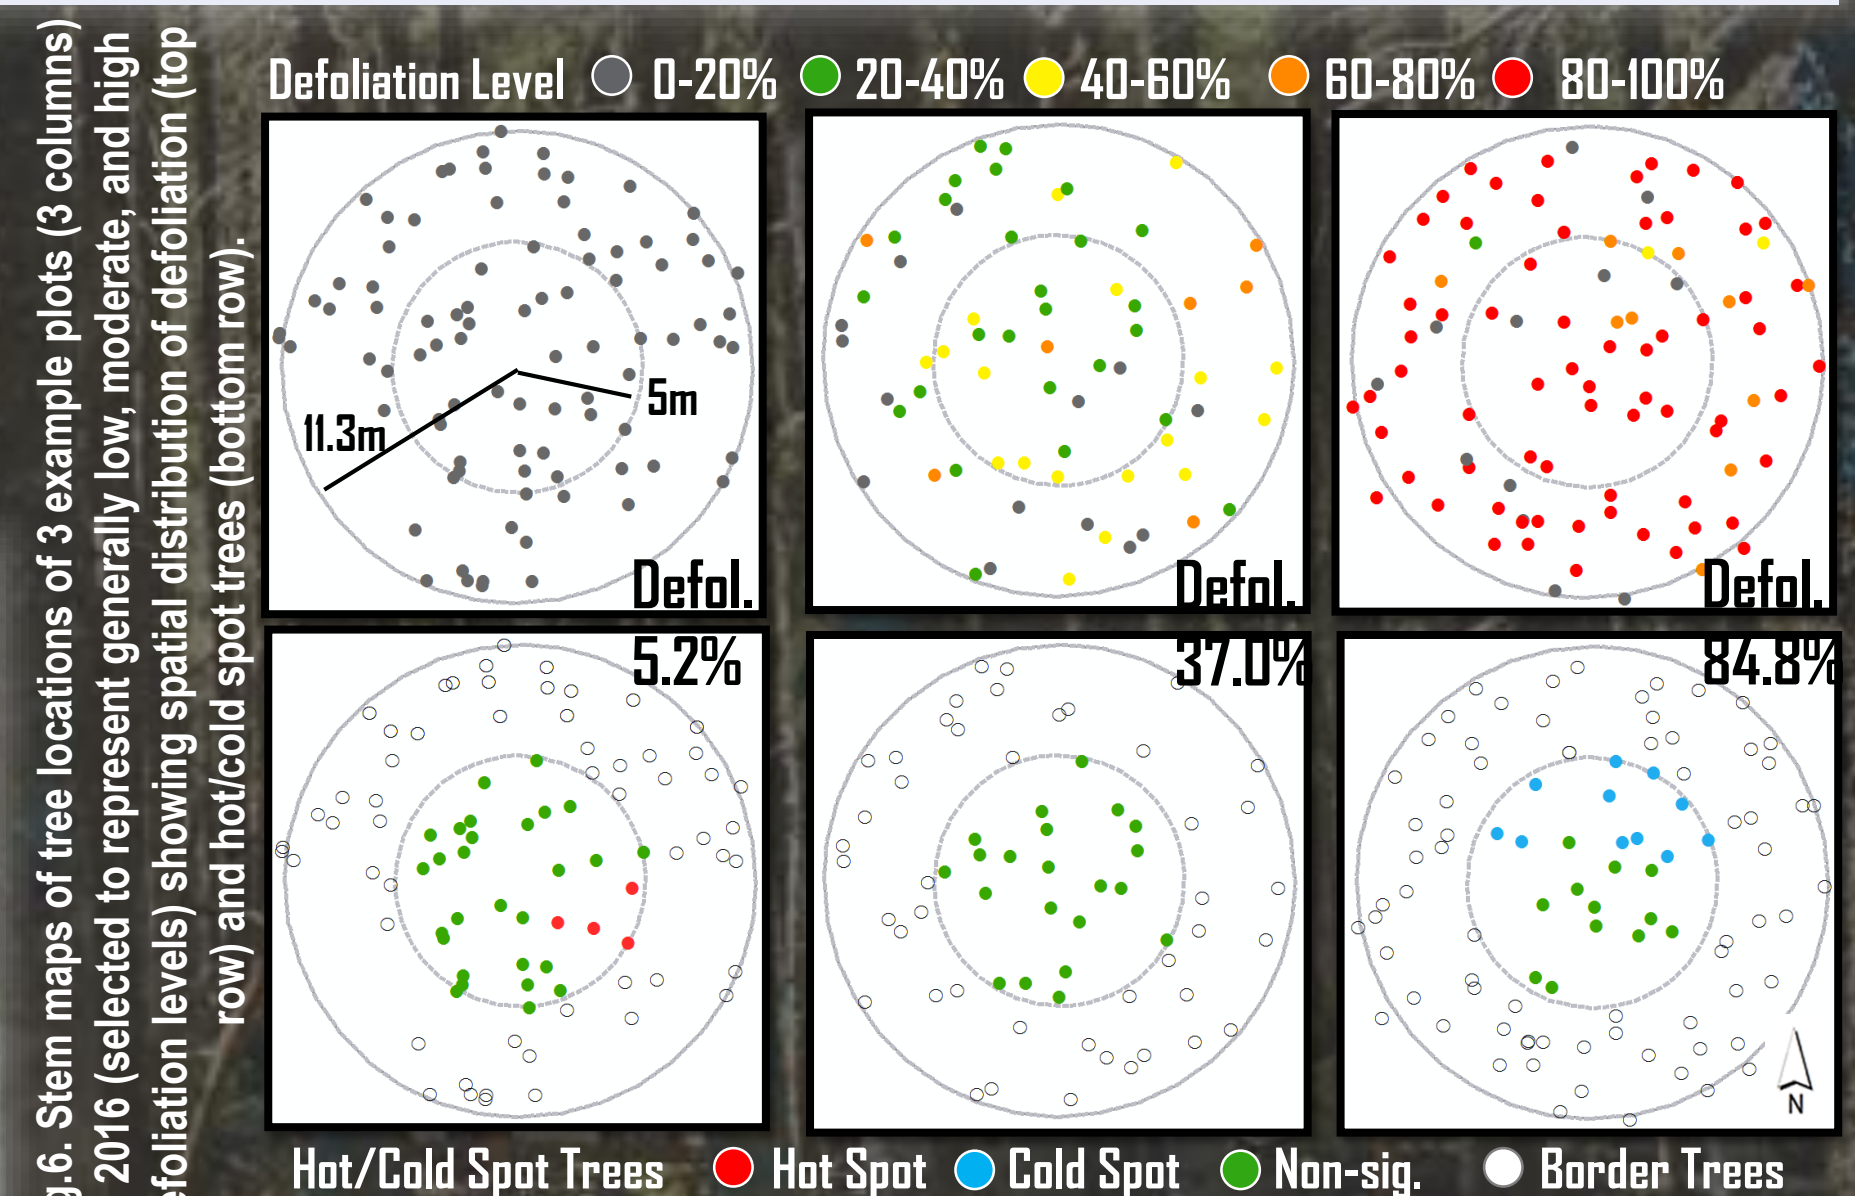 g.6. Stem maps of tree locations of 3 example plots (3 columns)
2016 (selected to represent generally low, moderate, and high
efoliation levels) showing spatial distribution of defoliation (top
row) and hot/cold spot trees (bottom row).
Defoliation Level 0-20% 20-40% 40-60% 60-80% 80-100%
11.3m
5m
Defol.
Defol.
Defol.
5.2%
37.0%
84.8%
N
Hot/Cold Spot Trees Hot Spot Cold Spot Non-sig. Border Trees